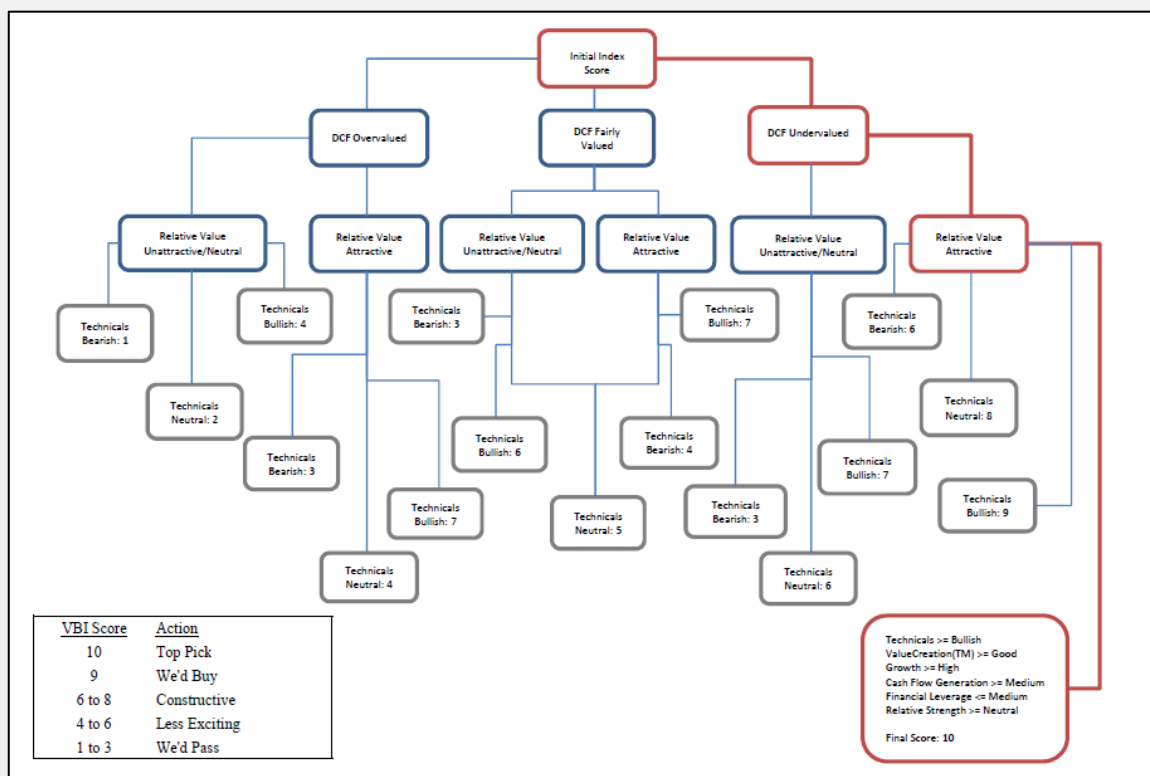 Initial Index
Score
DCF Overvalued
DCF Fairly
Valued
DCF Undervalued
Relative Value
Unattractive/Neutral
Relative Value
Attractive
Relative Value
Unattractive/Neutral
Relative Value
Attractive
Relative Value
Unattractive/Neutral
Relative Value
Attractive
Technicals
Bearish: 1
Technicals
Neutral: 2
Technicals
Bullish: 4
Technicals
Bearish: 3
Technicals
Neutral: 4
Technicals
Bullish: 7
Technicals
Bearish: 3
Technicals
Bullish: 6
Technicals
Neutral: 5
Technicals
Bullish: 7
Technicals
Bearish: 4
Technicals
Bearish: 3
Technicals
Neutral: 6
Technicals
Bullish: 7
Technicals
Bearish: 6
Technicals
Neutral: 8
Technicals
Bullish: 9
VBI Score Action
10 Top Pick
9 We'd Buy
6 to 8 Constructive
4 to 6 Less Exciting
1 to 3 We'd Pass
Technicals >= Bullish
ValueCreation(TM) >= Good
Growth >= High
Cash Flow Generation >= Medium
Financial Leverage <= Medium
Relative Strength >= Neutral
Final Score: 10